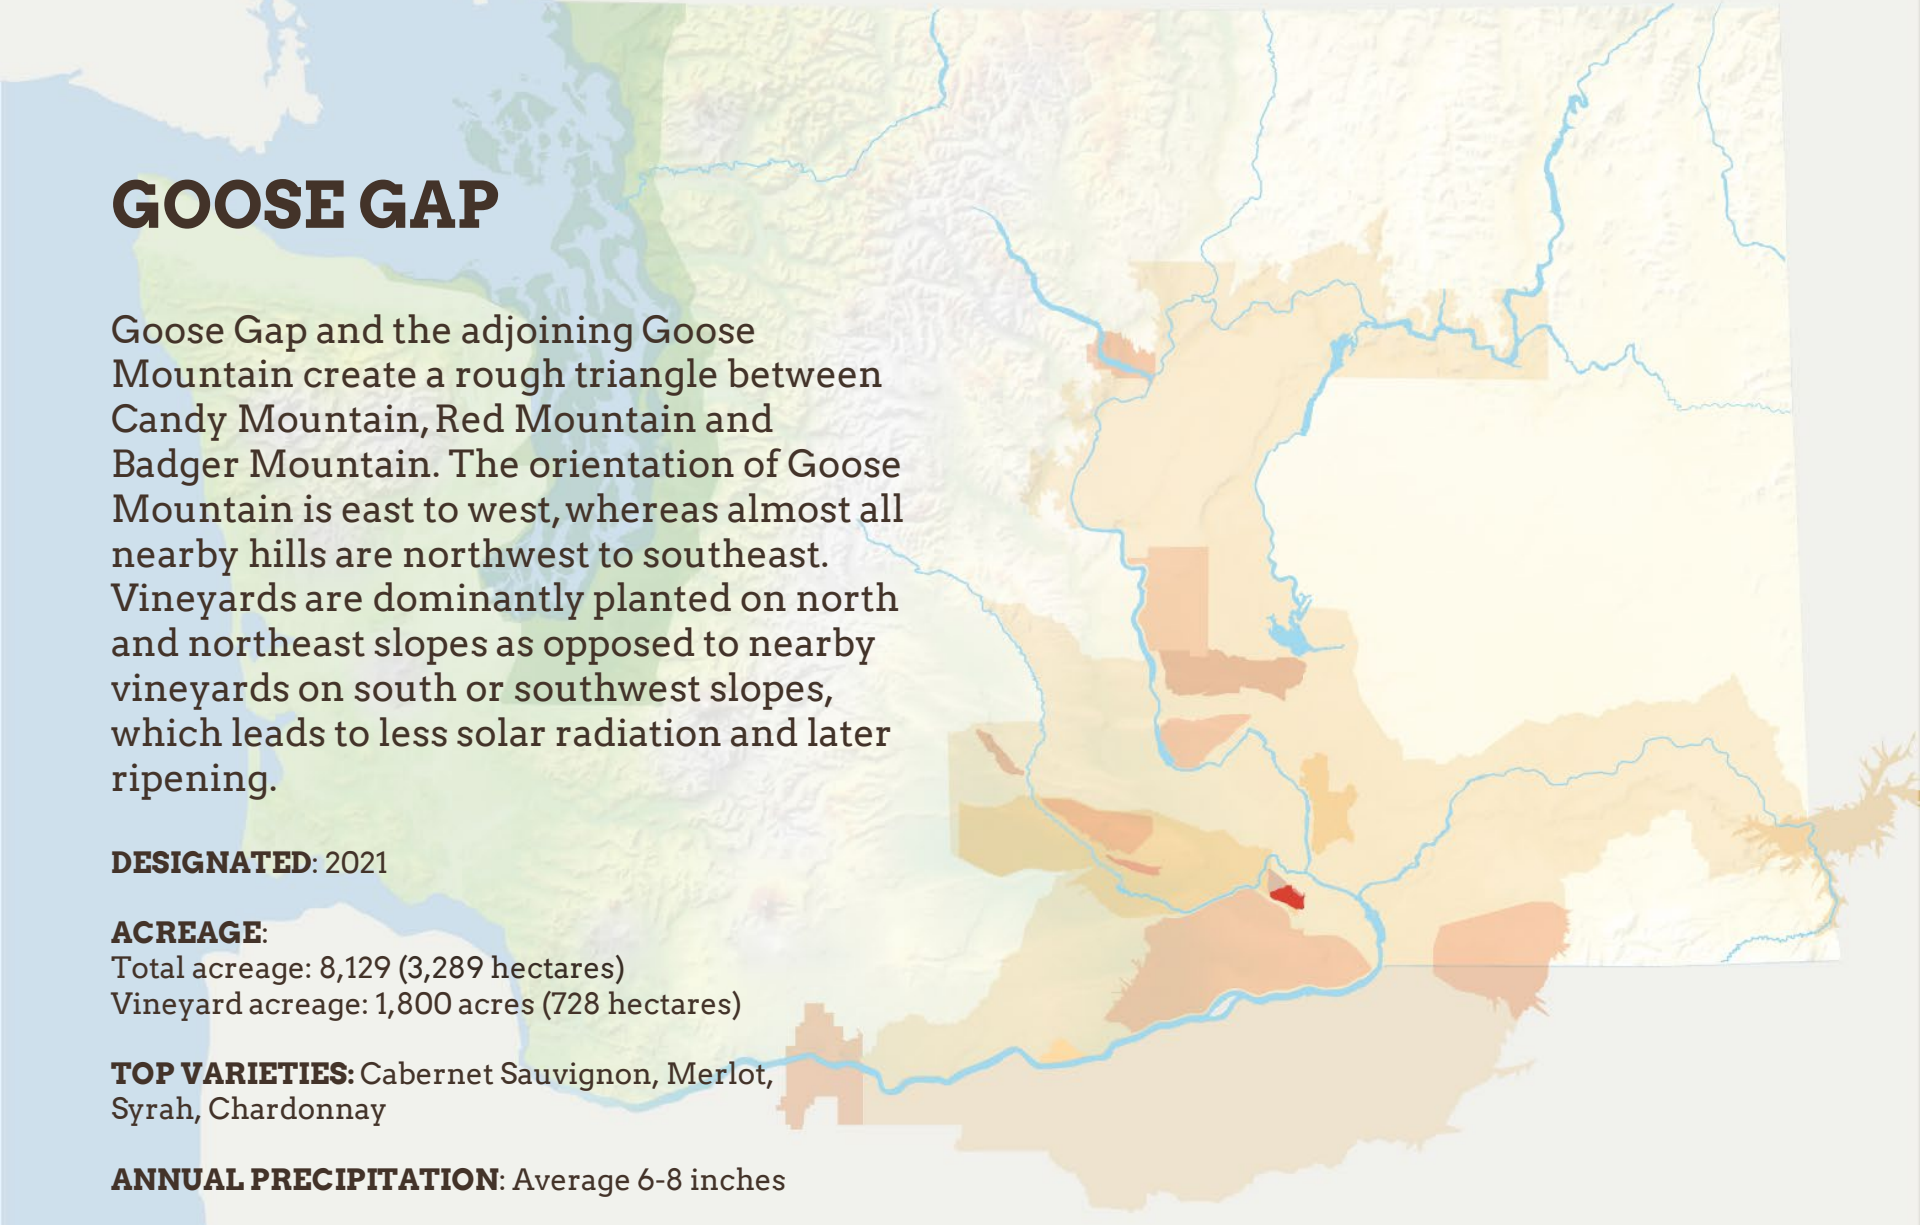 GOOSE GAP
Goose Gap and the adjoining Goose
Mountain create a rough triangle between
Candy Mountain, Red Mountain and
Badger Mountain. The orientation of Goose
Mountain is east to west, whereas almost all
nearby hills are northwest to southeast.
Vineyards are dominantly planted on north
and northeast slopes as opposed to nearby
vineyards on south or southwest slopes,
which leads to less solar radiation and later
ripening.
DESIGNATED: 2021
ACREAGE:
Total acreage: 8,129 (3,289 hectares)
Vineyard acreage: 1,800 acres (728 hectares)
TOP VARIETIES: Cabernet Sauvignon, Merlot,
Syrah, Chardonnay
ANNUAL PRECIPITATION: Average 6-8 inches